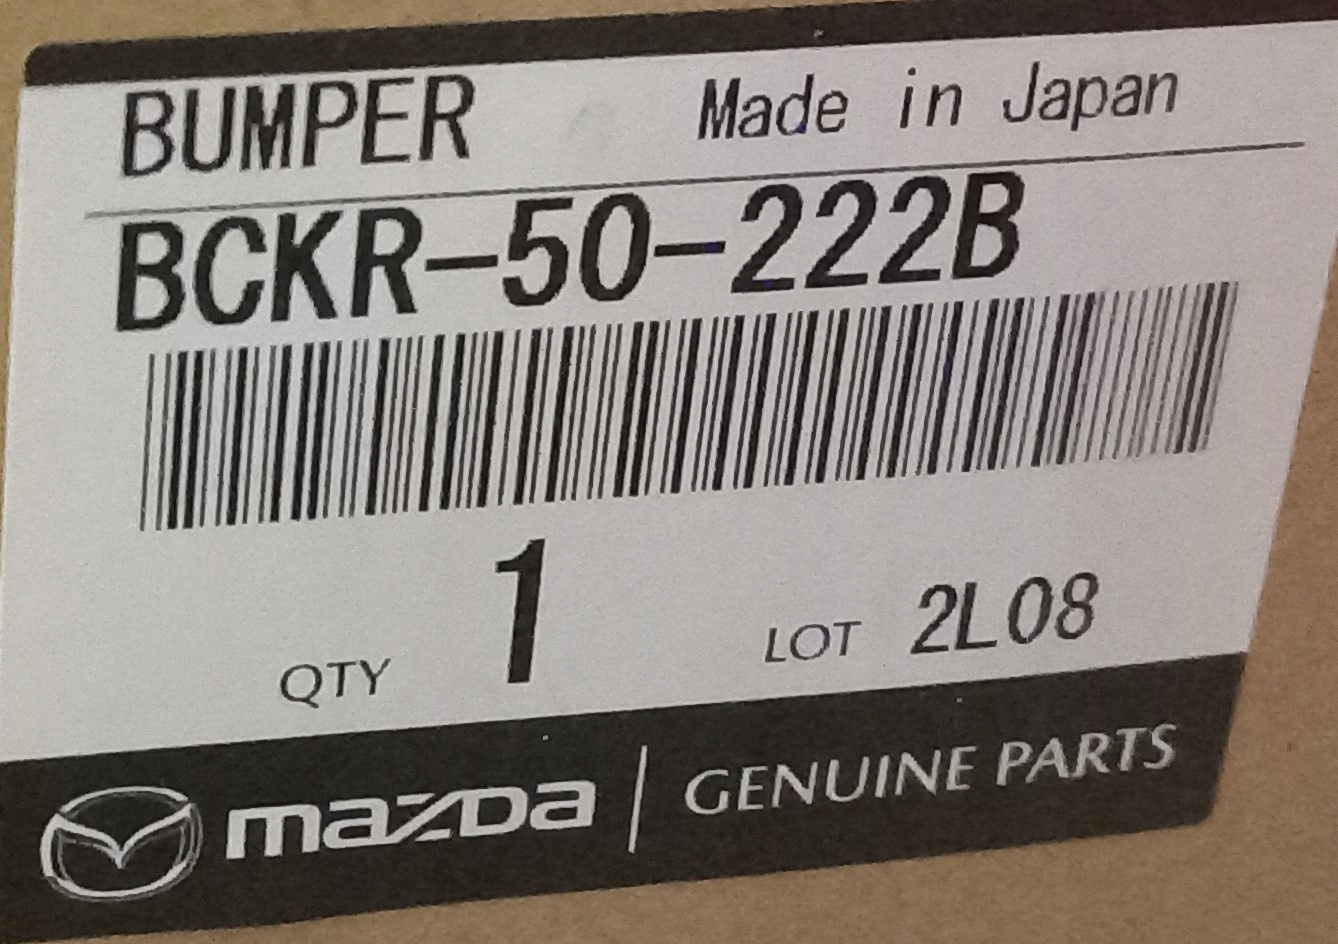 BUMPER Made in Japan
BCKR-50-222B
QTY 1 LOT 2L08
mazda | GENUINE PARTS